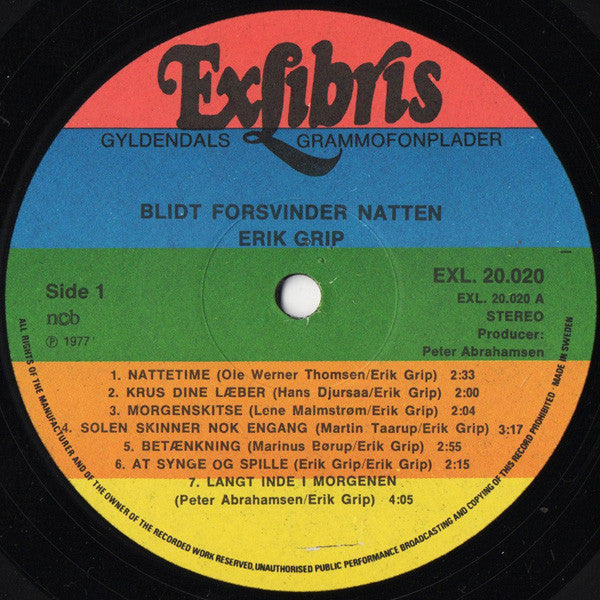 Exlibris
GYLDENDALS GRAMMOFONPLADER
BLIDT FORSVINDER NATTEN
ERIK GRIP
Side 1
ncb
℗ 1977
EXL. 20.020
EXL. 20.020 A
STEREO
Producer:
Peter Abrahamsen
1. NATTETIME (Ole Werner Thomsen/Erik Grip) 2:33
2. KRUS DINE LÆBER (Hans Djursaa/Erik Grip) 2:00
3. MORGENSKITSE (Lene Malmstrøm/Erik Grip) 2:04
4. SOLEN SKINNER NOK ENGANG (Martin Taarup/Erik Grip) 3:17
5. BETÆNKNING (Marinus Børup/Erik Grip) 2:55
6. AT SYNGE OG SPILLE (Erik Grip/Erik Grip) 2:15
7. LANGT INDE I MORGENEN
(Peter Abrahamsen/Erik Grip) 4:05
ALL RIGHTS OF THE MANUFACTURER AND OF THE OWNER OF THE RECORDED WORK RESERVED. UNAUTHORISED PUBLIC PERFORMANCE BROADCASTING AND COPYING OF THIS RECORD PROHIBITED · MADE IN SWEDEN